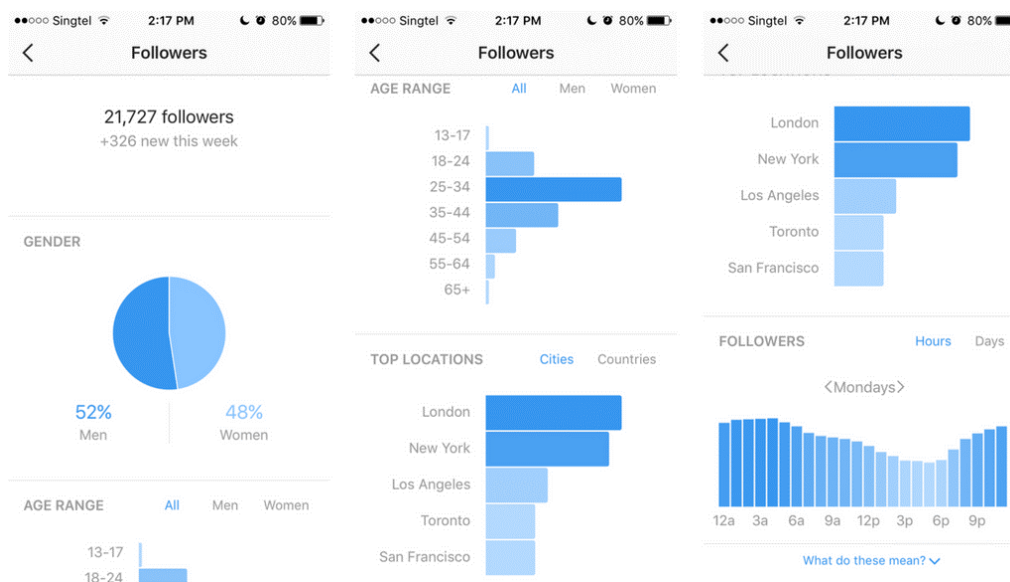 ●●○○○ Singtel 2:17 PM 80%
Followers
21,727 followers
+326 new this week
GENDER
52%
Men
48%
Women
AGE RANGE All Men Women
13-17
18-24
●●○○○ Singtel 2:17 PM 80%
Followers
AGE RANGE All Men Women
13-17
18-24
25-34
35-44
45-54
55-64
65+
TOP LOCATIONS Cities Countries
London
New York
Los Angeles
Toronto
San Francisco
●●○○○ Singtel 2:17 PM 80%
Followers
London
New York
Los Angeles
Toronto
San Francisco
FOLLOWERS Hours Days
<Mondays>
12a 3a 6a 9a 12p 3p 6p 9p
What do these mean?